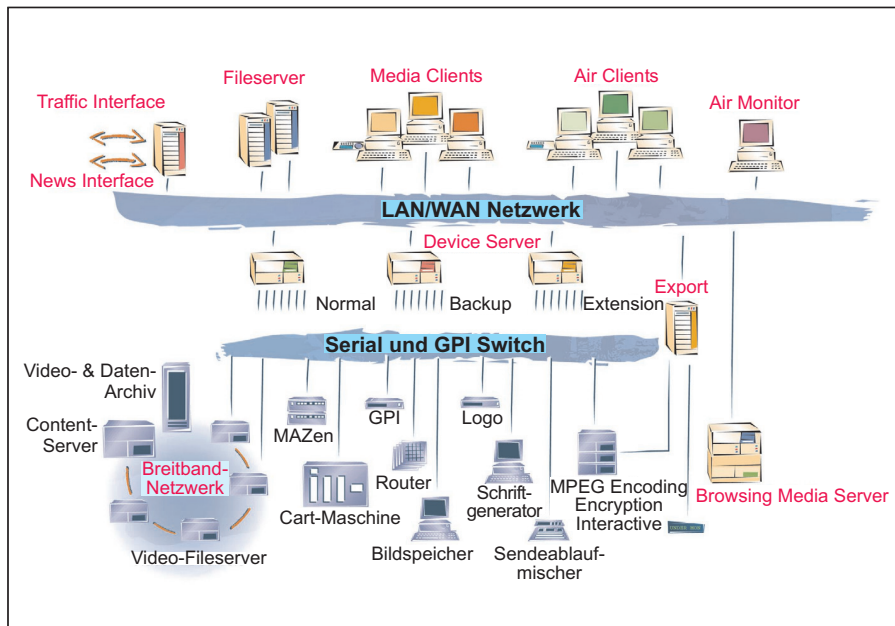 Traffic Interface
Fileserver
Media Clients
Air Clients
Air Monitor
News Interface
LAN/WAN Netzwerk
Device Server
Normal
Backup
Extension
Export
Serial und GPI Switch
Video- & Daten-
Archiv
Content-
Server
Breitband-
Netzwerk
Video-Fileserver
MAZen
Cart-Maschine
GPI
Router
Bildspeicher
Logo
Schrift-
generator
Sendeablauf-
mischer
MPEG Encoding
Encryption
Interactive
Browsing Media Server